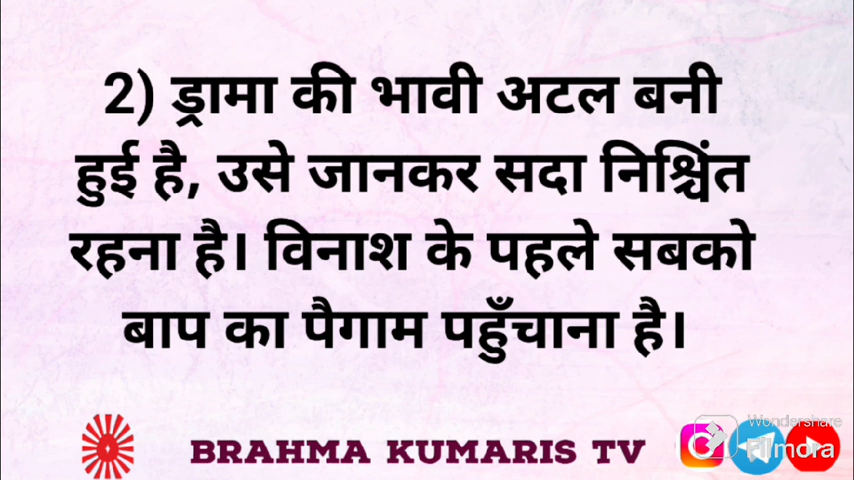 2) ड्रामा की भावी अटल बनी
हुई है, उसे जानकर सदा निश्चिंत
रहना है। विनाश के पहले सबको
बाप का पैगाम पहुँचाना है।
BRAHMA KUMARIS TV
Wondershare
Filmora